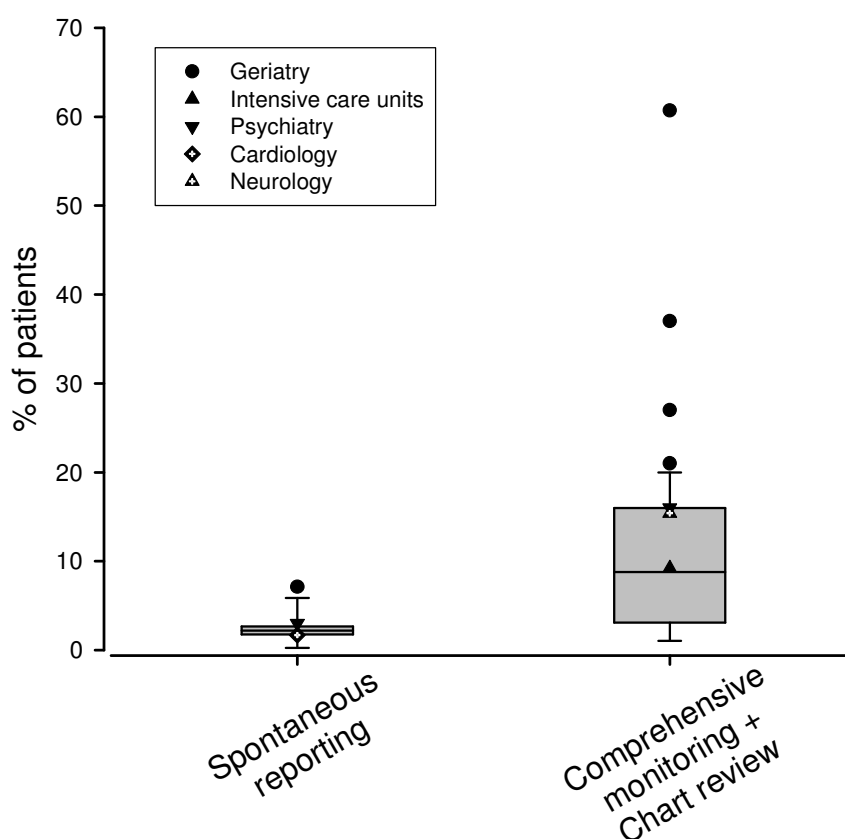 70
60
50
40
30
20
10
0
% of patients
Geriatry
Intensive care units
Psychiatry
Cardiology
Neurology
Spontaneous
reporting
Comprehensive
monitoring +
Chart review